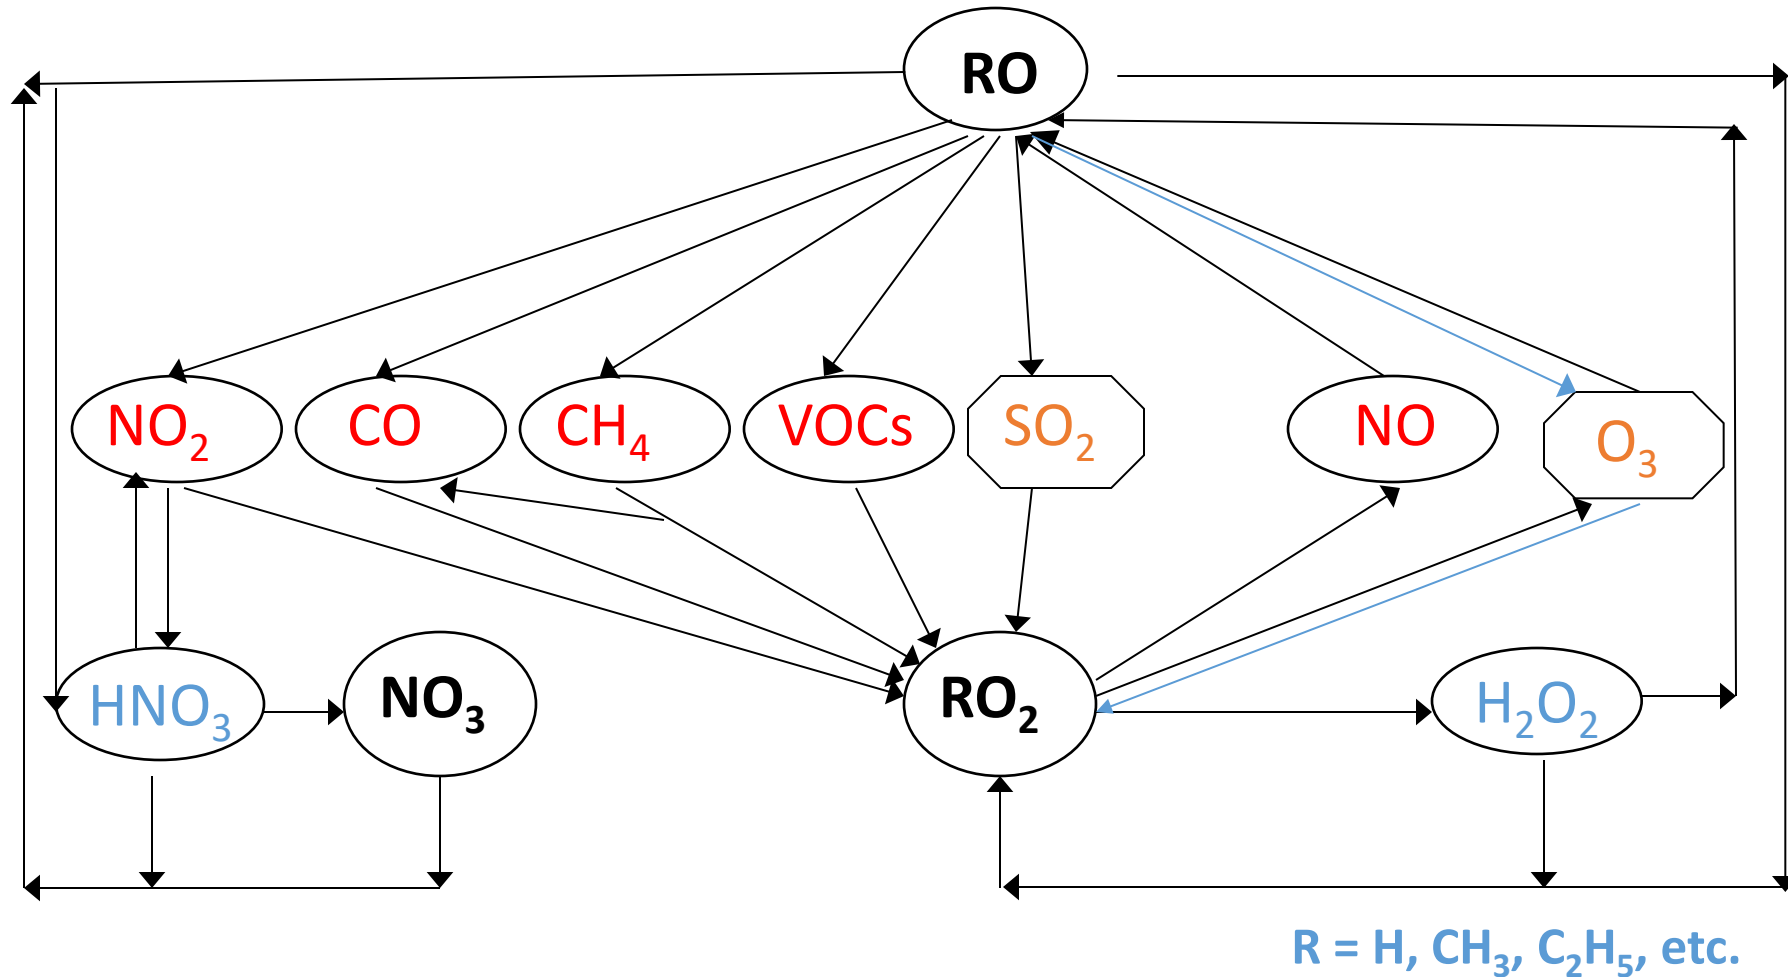 RO
NO₂ CO CH₄ VOCs SO₂ NO O₃
HNO₃ NO₃ RO₂ H₂O₂
R = H, CH₃, C₂H₅, etc.